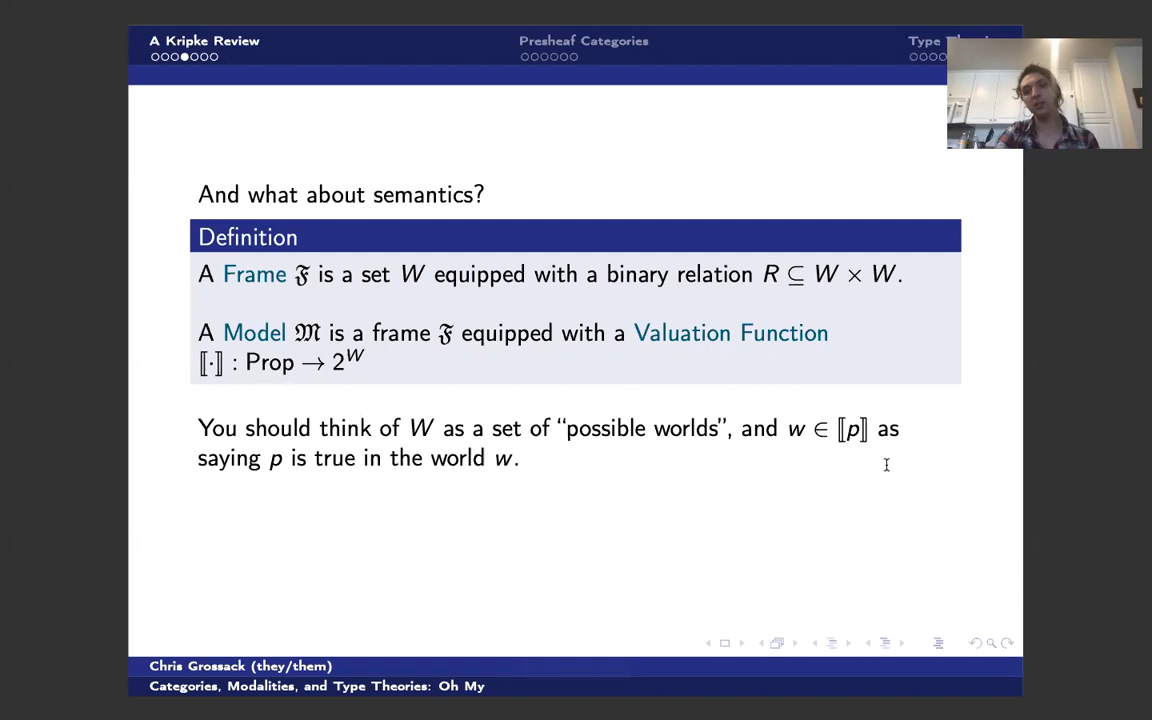 A Kripke Review
Presheaf Categories
Type
And what about semantics?
Definition
A Frame 𝔉 is a set W equipped with a binary relation R ⊆ W × W.
A Model 𝔐 is a frame 𝔉 equipped with a Valuation Function
⟦·⟧ : Prop → 2^W
You should think of W as a set of “possible worlds”, and w ∈ ⟦p⟧ as
saying p is true in the world w.
Chris Grossack (they/them)
Categories, Modalities, and Type Theories: Oh My